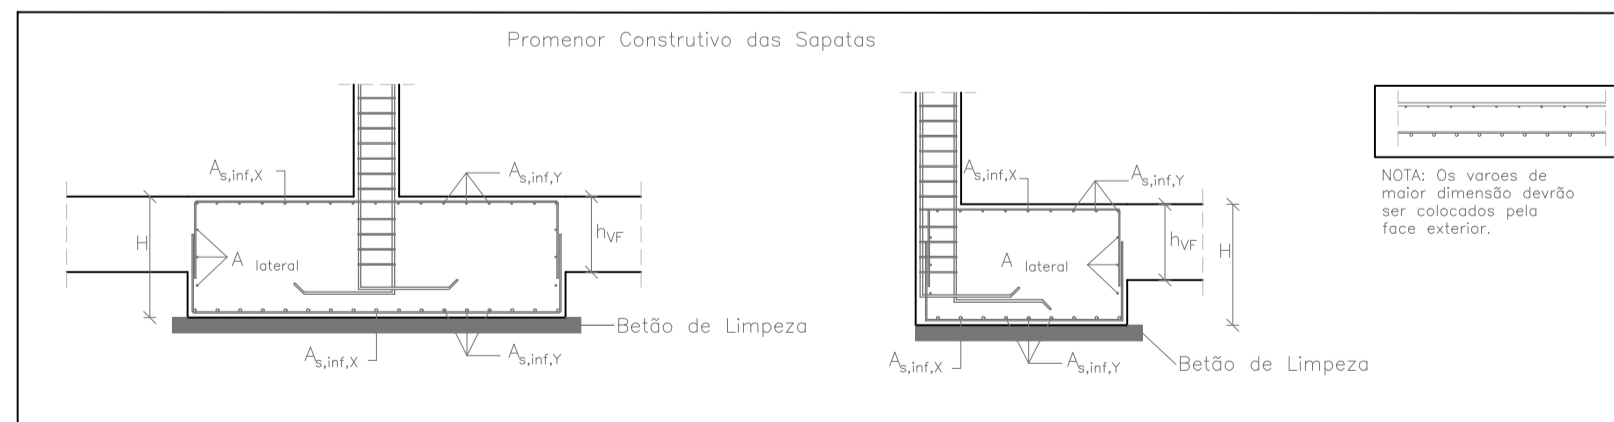 Promenor Construtivo das Sapatas
As,inf,X
As,inf,Y
H
A lateral
hVF
Betão de Limpeza
As,inf,X
As,inf,Y
As,inf,X
As,inf,Y
A lateral
hVF
H
As,inf,X
As,inf,Y
Betão de Limpeza
NOTA: Os varoes de
maior dimensão devrão
ser colocados pela
face exterior.